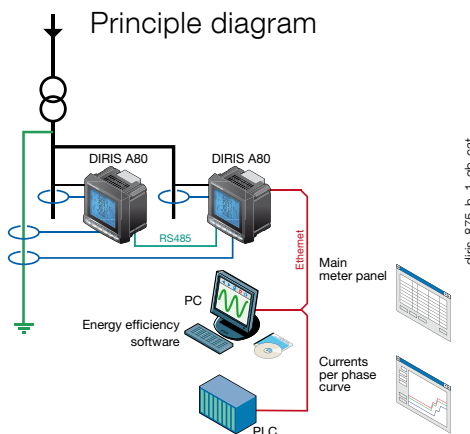 Principle diagram
DIRIS A80
DIRIS A80
RS485
Ethernet
Main
meter panel
PC
Energy efficiency
software
Currents
per phase
curve
PLC
diris_875_b_1_gb_cat